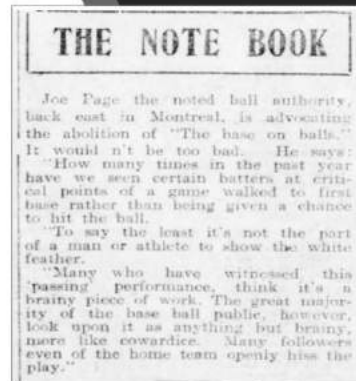 THE NOTE BOOK
Joe Page the noted ball authority,
back east in Montreal, is advocating
the abolition of "The base on balls."
It would n't be too bad. He says:
"How many times in the past year
have we seen certain batters at criti-
cal points of a game walked to first
base rather than being given a chance
to hit the ball.
"To say the least it's not the part
of a man or athlete to show the white
feather.
"Many who have witnessed this
'passing' performance, think it's a
brainy piece of work. The great major-
ity of the base ball public, however,
look upon it as anything but brainy,
more like cowardice. Many followers
even of the home team openly hiss the
play."